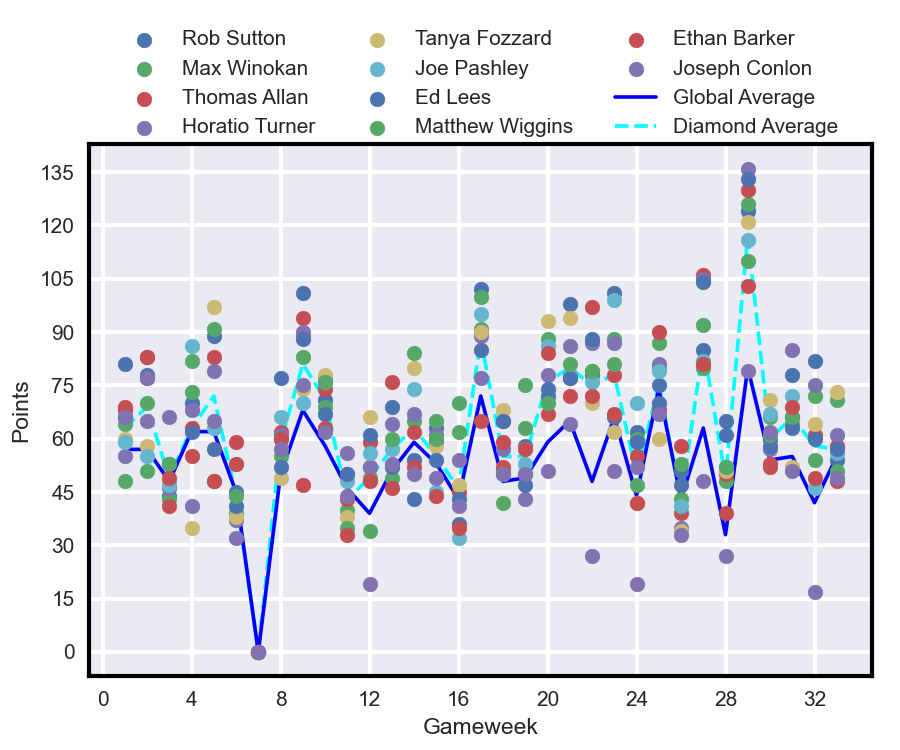 Rob Sutton
Max Winokan
Thomas Allan
Horatio Turner
Tanya Fozzard
Joe Pashley
Ed Lees
Matthew Wiggins
Ethan Barker
Joseph Conlon
Global Average
Diamond Average
Points
135
120
105
90
75
60
45
30
15
0
0 4 8 12 16 20 24 28 32
Gameweek